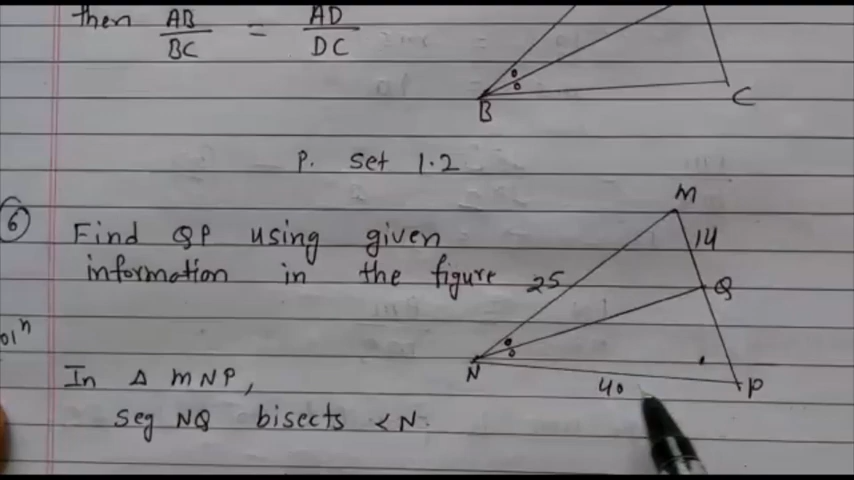 then AB/BC = AD/DC
B
C
P. set 1.2
M
6
Find QP using given
14
information in the figure
25
Q
N
40
P
In Δ MNP,
seg NQ bisects <N.